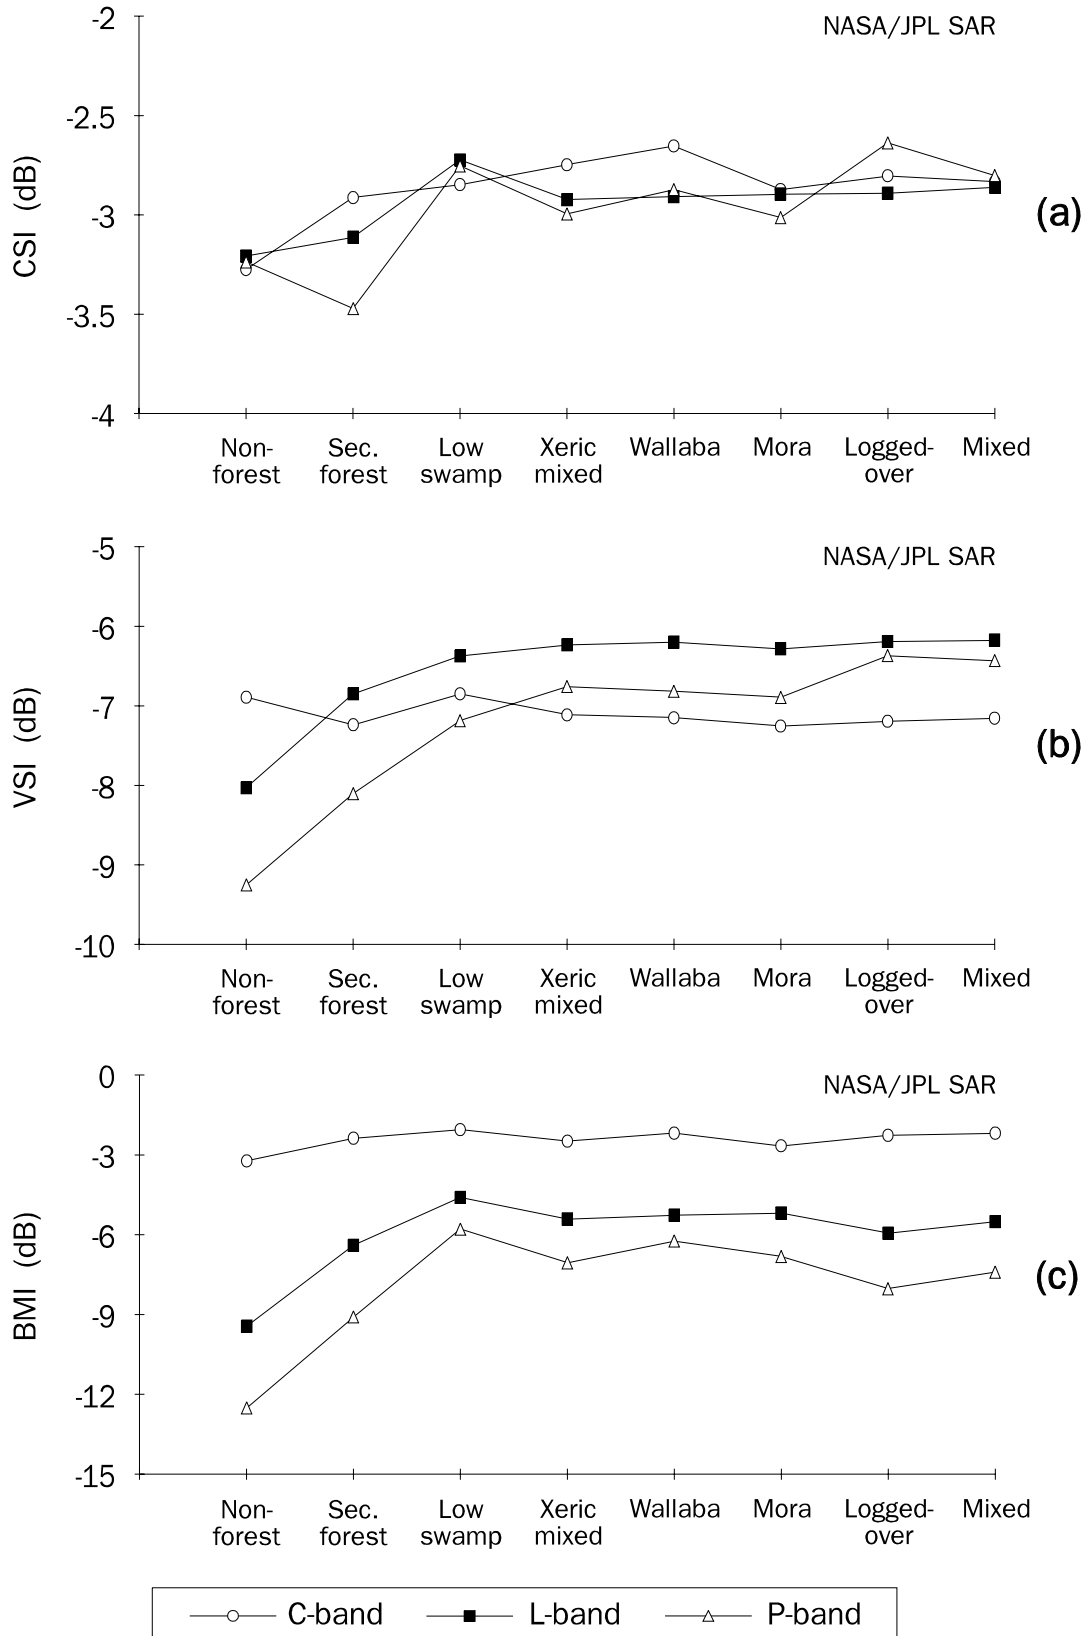 NASA/JPL SAR
-2
-2.5
-3
-3.5
-4
CSI (dB)
(a)
Non-forest
Sec. forest
Low swamp
Xeric mixed
Wallaba
Mora
Logged-over
Mixed
NASA/JPL SAR
-5
-6
-7
-8
-9
-10
VSI (dB)
(b)
Non-forest
Sec. forest
Low swamp
Xeric mixed
Wallaba
Mora
Logged-over
Mixed
NASA/JPL SAR
0
-3
-6
-9
-12
-15
BMI (dB)
(c)
Non-forest
Sec. forest
Low swamp
Xeric mixed
Wallaba
Mora
Logged-over
Mixed
C-band
L-band
P-band